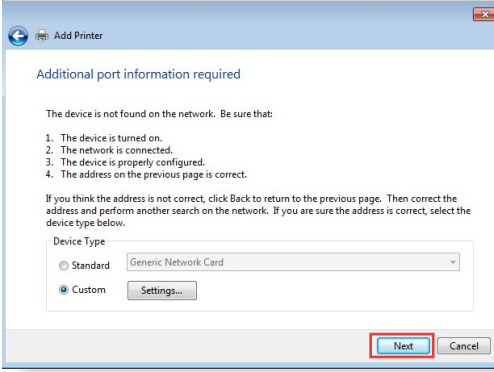 Add Printer
Additional port information required
The device is not found on the network. Be sure that:
1. The device is turned on.
2. The network is connected.
3. The device is properly configured.
4. The address on the previous page is correct.
If you think the address is not correct, click Back to return to the previous page. Then correct the
address and perform another search on the network. If you are sure the address is correct, select the
device type below.
Device Type
Standard Generic Network Card
Custom Settings...
Next Cancel